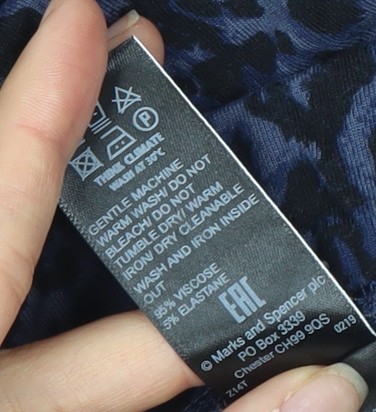 P
THINK CLIMATE
WASH AT 30°C
GENTLE MACHINE
WARM WASH/ DO NOT
BLEACH/ DO NOT
TUMBLE DRY/ WARM
IRON/ DRY CLEANABLE
WASH AND IRON INSIDE
OUT
95% VISCOSE
5% ELASTANE
EAC
© Marks and Spencer plc
PO Box 3339
Chester CH99 9QS 0219
Z14T